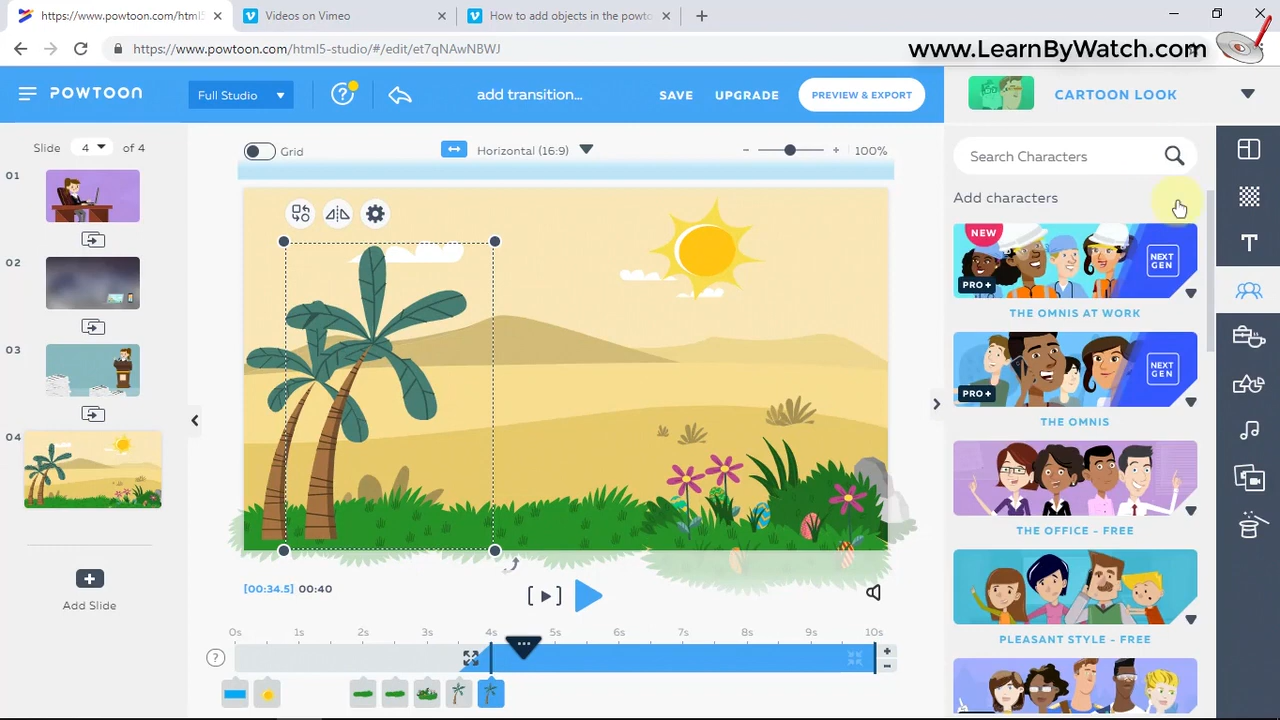 https://www.powtoon.com/html5
Videos on Vimeo
How to add objects in the powto
https://www.powtoon.com/html5-studio/#/edit/et7qNAwNBWJ
www.LearnByWatch.com
POWTOON
Full Studio
?
add transition...
SAVE
UPGRADE
PREVIEW & EXPORT
CARTOON LOOK
Slide 4 of 4
Grid
Horizontal (16:9)
- + 100%
Search Characters
Add characters
01
02
03
04
Add Slide
NEW
PRO+
NEXT GEN
THE OMNIS AT WORK
PRO+
NEXT GEN
THE OMNIS
THE OFFICE - FREE
PLEASANT STYLE - FREE
T
[00:34.5] 00:40
0s 1s 2s 3s 4s 5s 6s 7s 8s 9s 10s
?